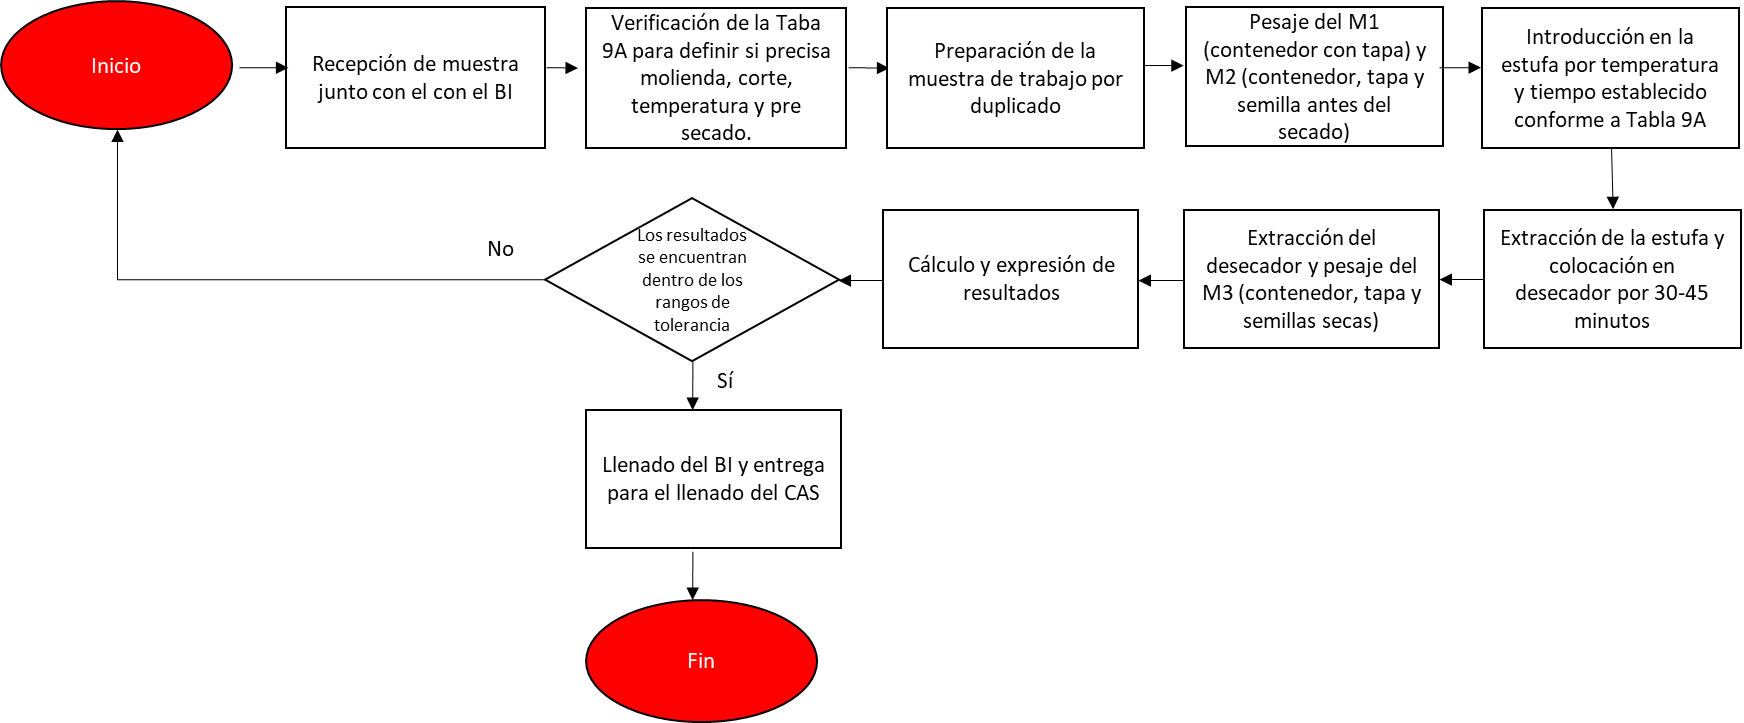 Inicio
Recepción de muestra
junto con el con el BI
Verificación de la Taba
9A para definir si precisa
molienda, corte,
temperatura y pre
secado.
Preparación de la
muestra de trabajo por
duplicado
Pesaje del M1
(contenedor con tapa) y
M2 (contenedor, tapa y
semilla antes del
secado)
Introducción en la
estufa por temperatura
y tiempo establecido
conforme a Tabla 9A
Extracción de la estufa y
colocación en
desecador por 30-45
minutos
Extracción del
desecador y pesaje del
M3 (contenedor, tapa y
semillas secas)
Cálculo y expresión de
resultados
Los resultados
se encuentran
dentro de los
rangos de
tolerancia
No
Sí
Llenado del BI y entrega
para el llenado del CAS
Fin